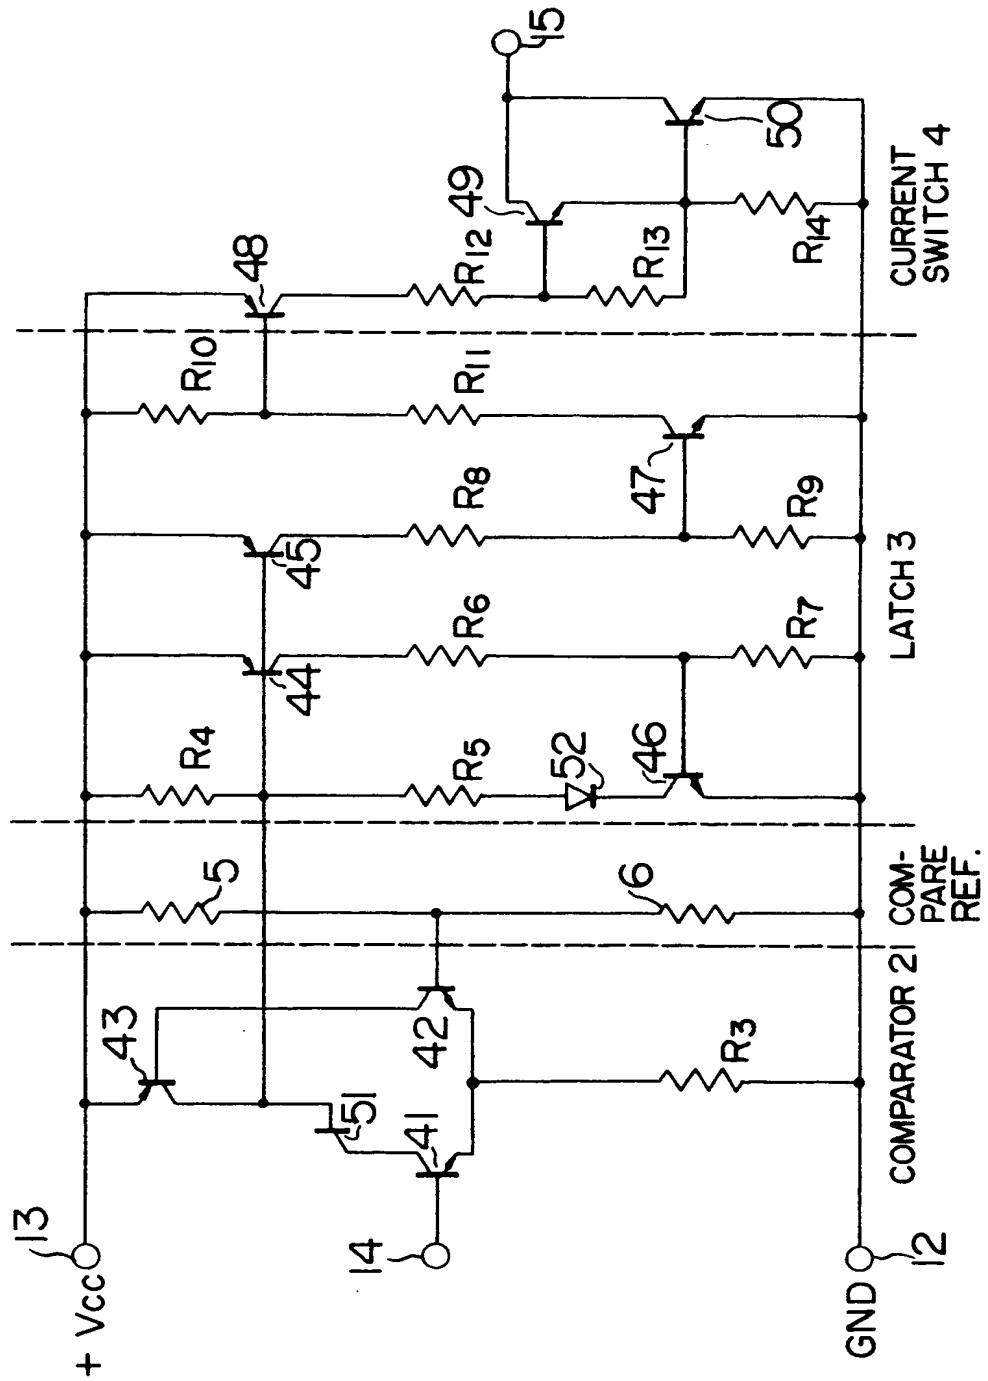 + Vcc
13
14
GND
12
43
51
41
42
R3
5
6
R4
R5
52
46
44
R6
R7
45
R8
R9
47
R10
R11
48
R12
R13
49
R14
50
15
COMPARATOR 21
COM-
PARE
REF.
LATCH 3
CURRENT
SWITCH 4